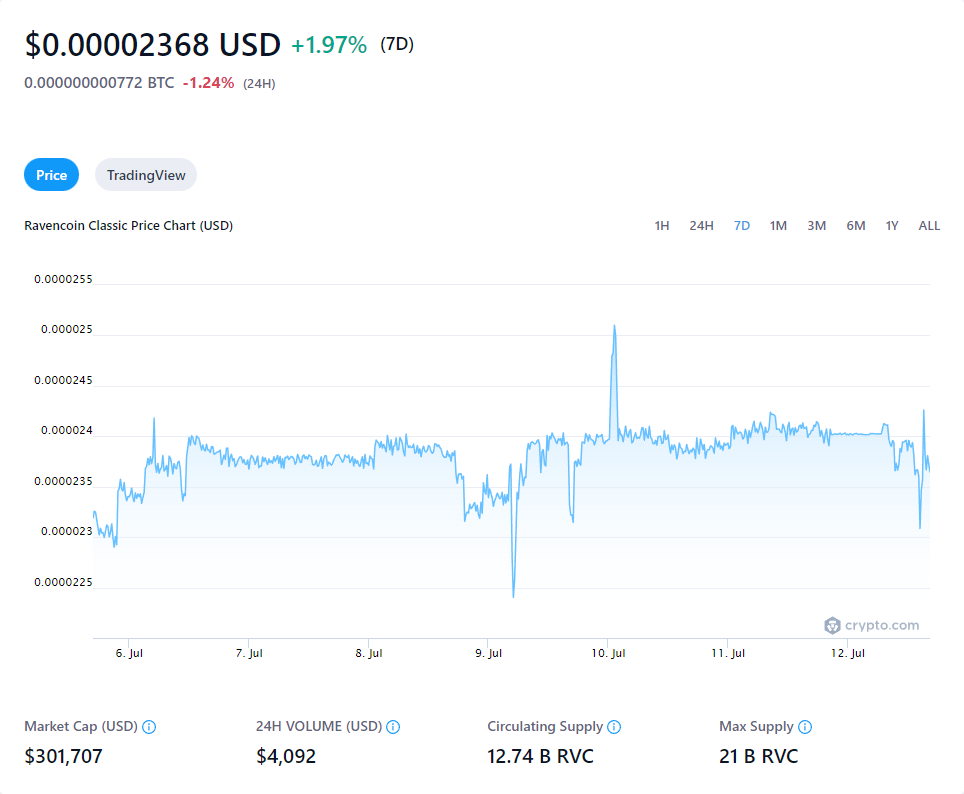 $0.00002368 USD +1.97% (7D)
0.000000000772 BTC -1.24% (24H)
Price TradingView
Ravencoin Classic Price Chart (USD) 1H 24H 7D 1M 3M 6M 1Y ALL
0.0000255
0.000025
0.0000245
0.000024
0.0000235
0.000023
0.0000225
crypto.com
6. Jul 7. Jul 8. Jul 9. Jul 10. Jul 11. Jul 12. Jul
Market Cap (USD) 24H VOLUME (USD) Circulating Supply Max Supply
$301,707 $4,092 12.74 B RVC 21 B RVC